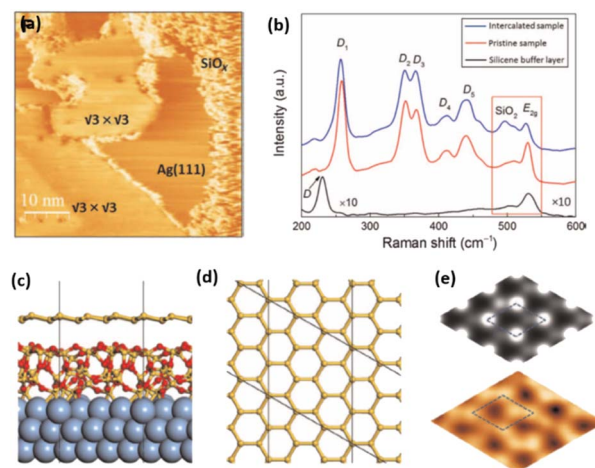 (a)
SiOx
√3 × √3
Ag(111)
10 nm
√3 × √3
(b)
Intercalated sample
Pristine sample
Silicene buffer layer
Intensity (a.u.)
D1
D2
D3
D4
D5
SiO2
E2g
D
×10
×10
200
300
400
500
600
Raman shift (cm−1)
(c)
(d)
(e)